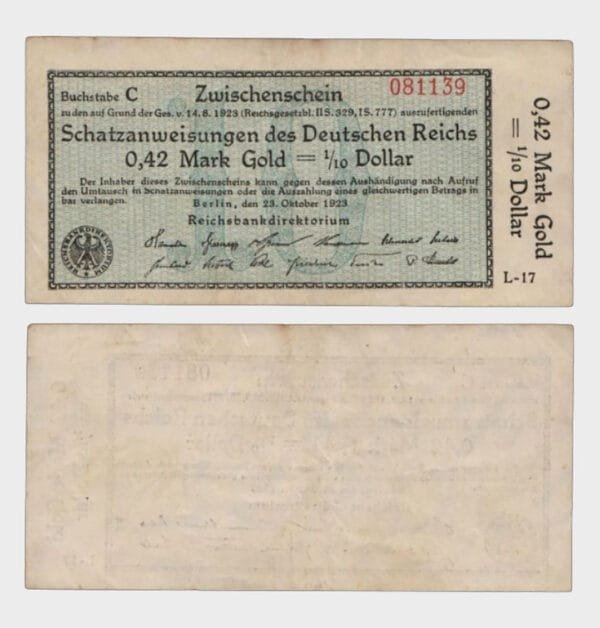 Buchstabe C Zwischenschein 081139
zu den auf Grund der Ges. v. 14. 8. 1923 (Reichsgesetzbl. II S. 329, I S. 777) auszufertigenden
Schatzanweisungen des Deutschen Reichs
0,42 Mark Gold = 1/10 Dollar
Der Inhaber dieses Zwischenscheins kann gegen dessen Aushändigung nach Aufruf
den Umtausch in Schatzanweisungen oder die Auszahlung eines gleichwertigen Betrags in
bar verlangen.
Berlin, den 23. Oktober 1923
Reichsbankdirektorium
REICHSBANKDIREKTORIUM
0,42 Mark Gold
= 1/10 Dollar
L-17